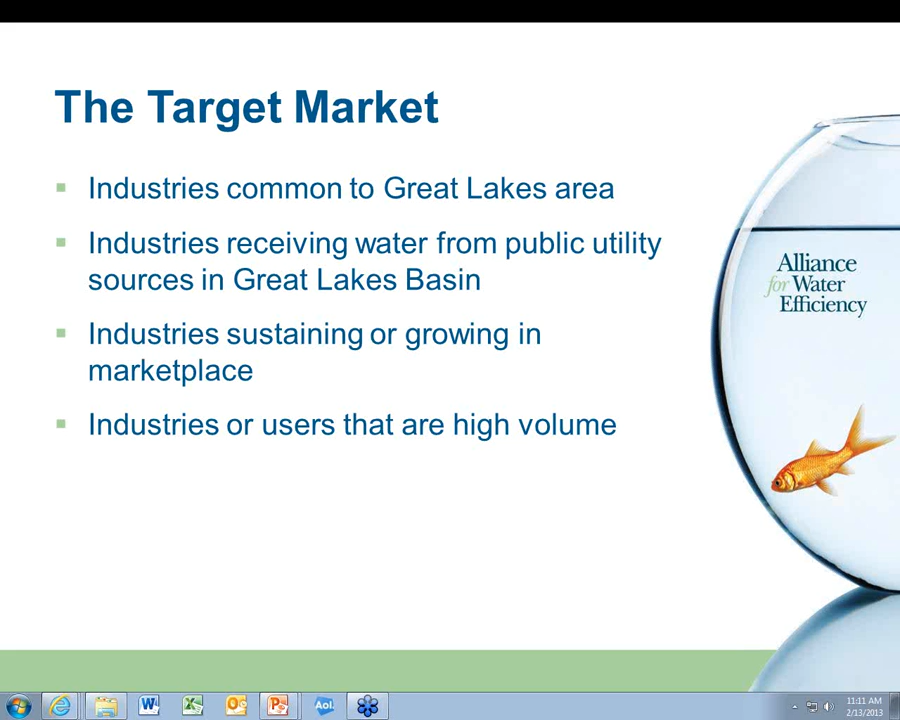 The Target Market
Industries common to Great Lakes area
Industries receiving water from public utility
sources in Great Lakes Basin
Industries sustaining or growing in
marketplace
Industries or users that are high volume
Alliance
for Water
Efficiency
Aol.
11:11 AM
2/13/2013